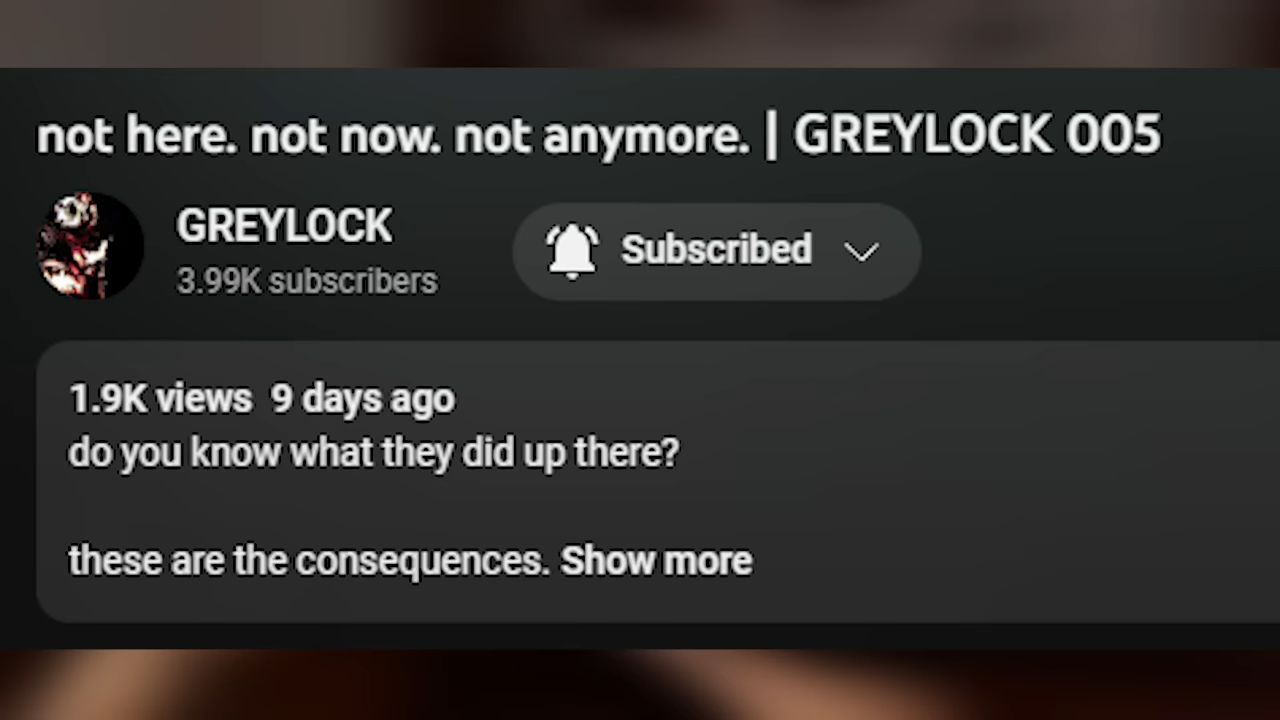 not here. not now. not anymore. | GREYLOCK 005
GREYLOCK
3.99K subscribers
Subscribed
1.9K views 9 days ago
do you know what they did up there?
these are the consequences. Show more